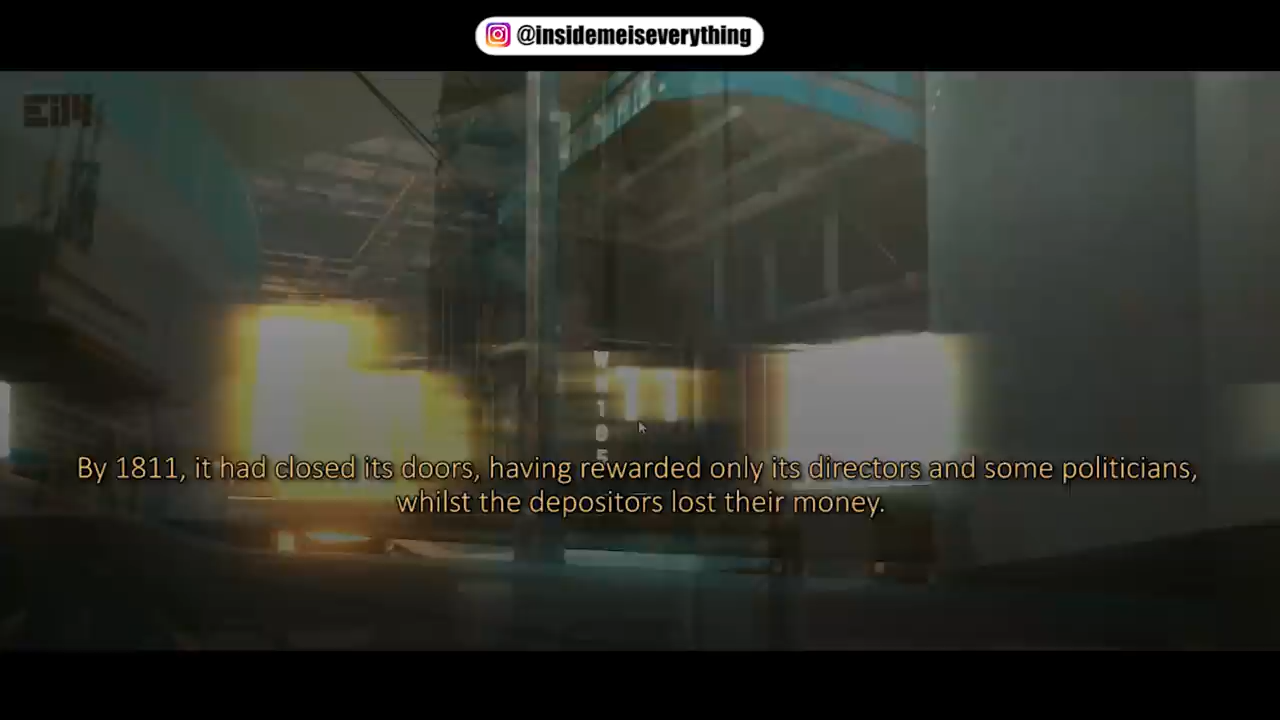 @insidemeiseverything
By 1811, it had closed its doors, having rewarded only its directors and some politicians,
whilst the depositors lost their money.